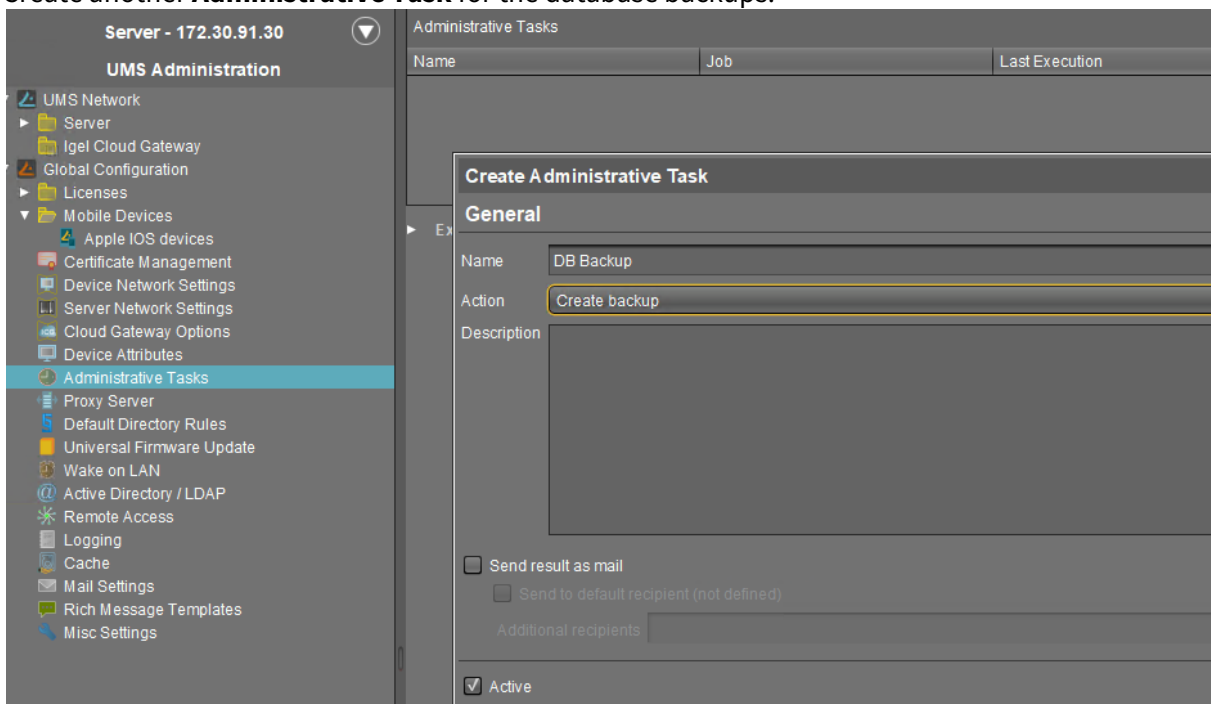 Create another Administrative Task for the database backups.
Server - 172.30.91.30
UMS Administration
UMS Network
Server
Igel Cloud Gateway
Global Configuration
Licenses
Mobile Devices
Apple IOS devices
Certificate Management
Device Network Settings
Server Network Settings
Cloud Gateway Options
Device Attributes
Administrative Tasks
Proxy Server
Default Directory Rules
Universal Firmware Update
Wake on LAN
Active Directory / LDAP
Remote Access
Logging
Cache
Mail Settings
Rich Message Templates
Misc Settings
Administrative Tasks
Name Job Last Execution
Ex
Create Administrative Task
General
Name DB Backup
Action Create backup
Description
Send result as mail
Send to default recipient (not defined)
Additional recipients
Active